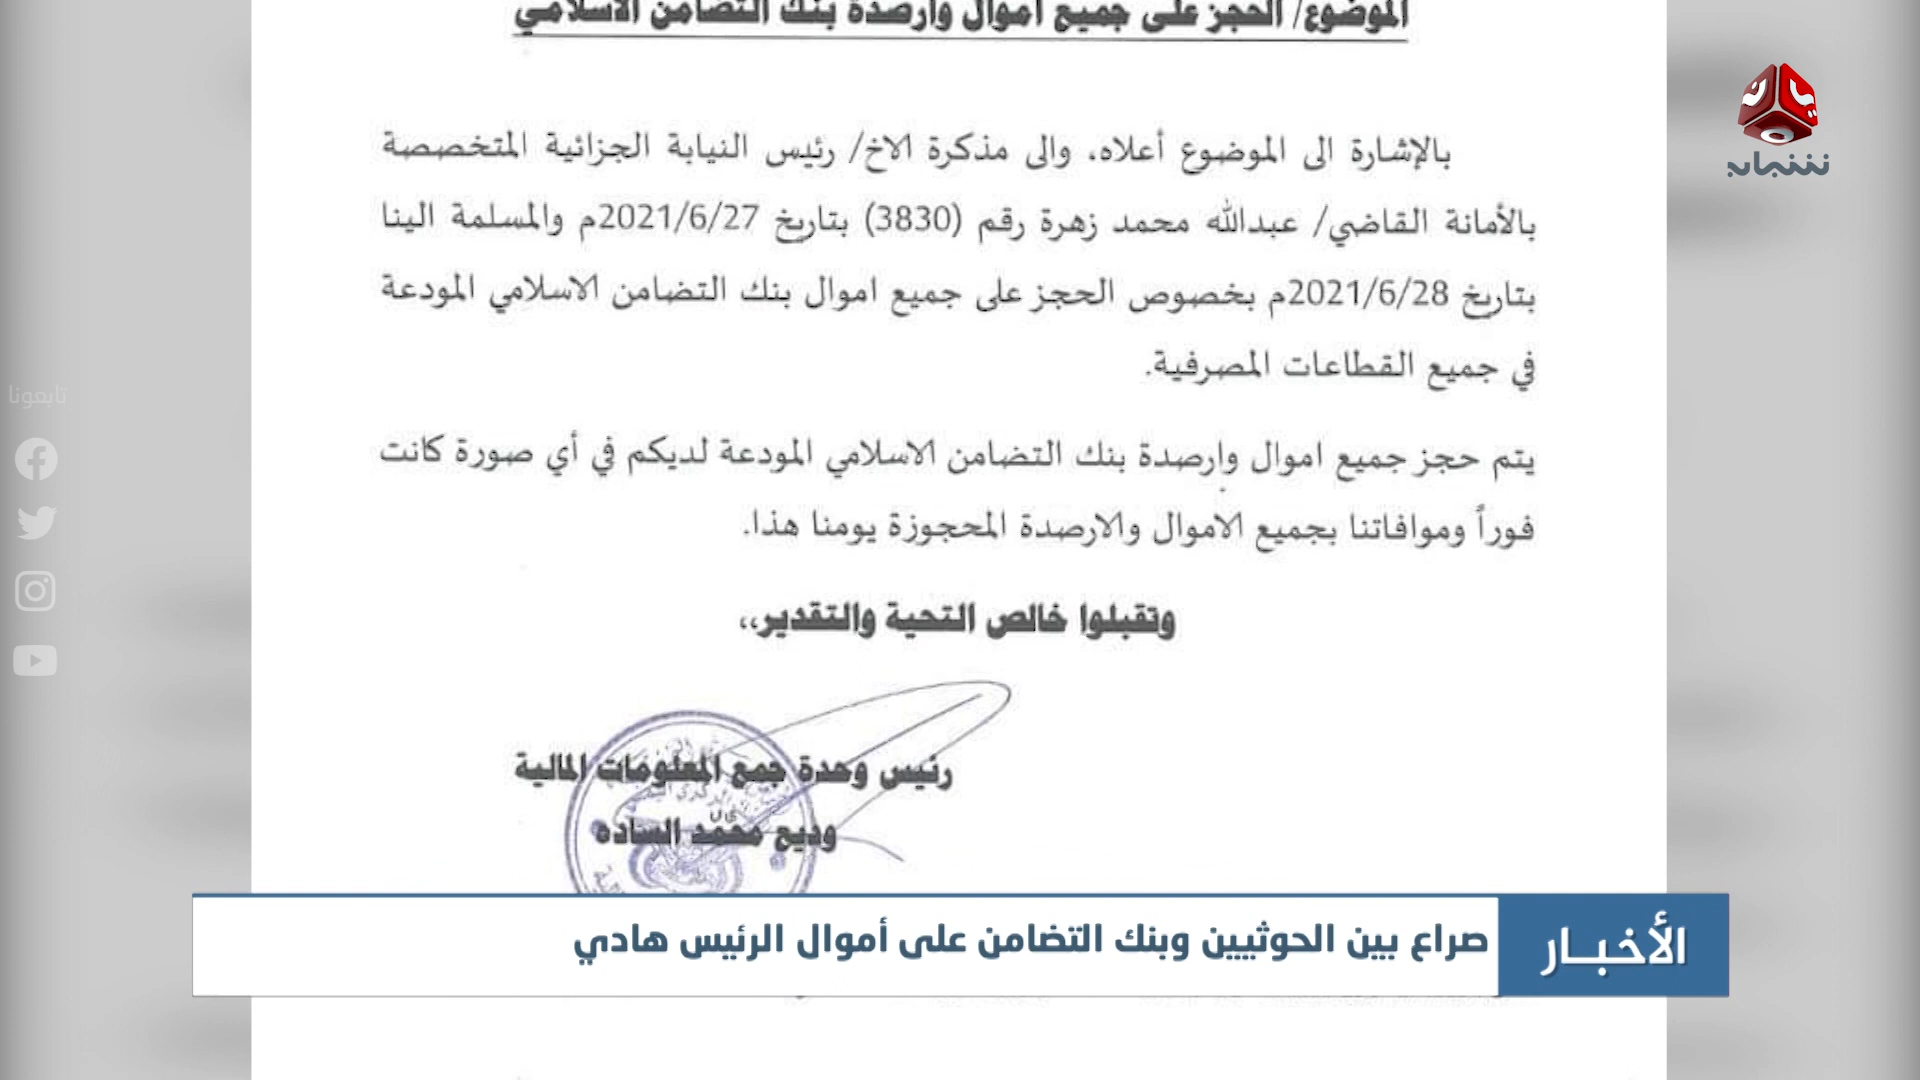 الموضوع/ الحجز على جميع اموال وارصدة بنك التضامن الاسلامي
بالإشارة الى الموضوع أعلاه، والى مذكرة الاخ/ رئيس النيابة الجزائية المتخصصة
بالأمانة القاضي/ عبدالله محمد زهرة رقم (3830) بتاريخ 2021/6/27م والمسلمة الينا
بتاريخ 2021/6/28م بخصوص الحجز على جميع اموال بنك التضامن الاسلامي المودعة
في جميع القطاعات المصرفية.
يتم حجز جميع اموال وارصدة بنك التضامن الاسلامي المودعة لديكم في أي صورة كانت
فوراً وموافاتنا بجميع الاموال والارصدة المحجوزة يومنا هذا.
وتقبلوا خالص التحية والتقدير،،
رئيس وحدة جمع المعلومات المالية
وديع محمد الساده
الأخبار
صراع بين الحوثيين وبنك التضامن على أموال الرئيس هادي
تابعونا
يمن
شباب